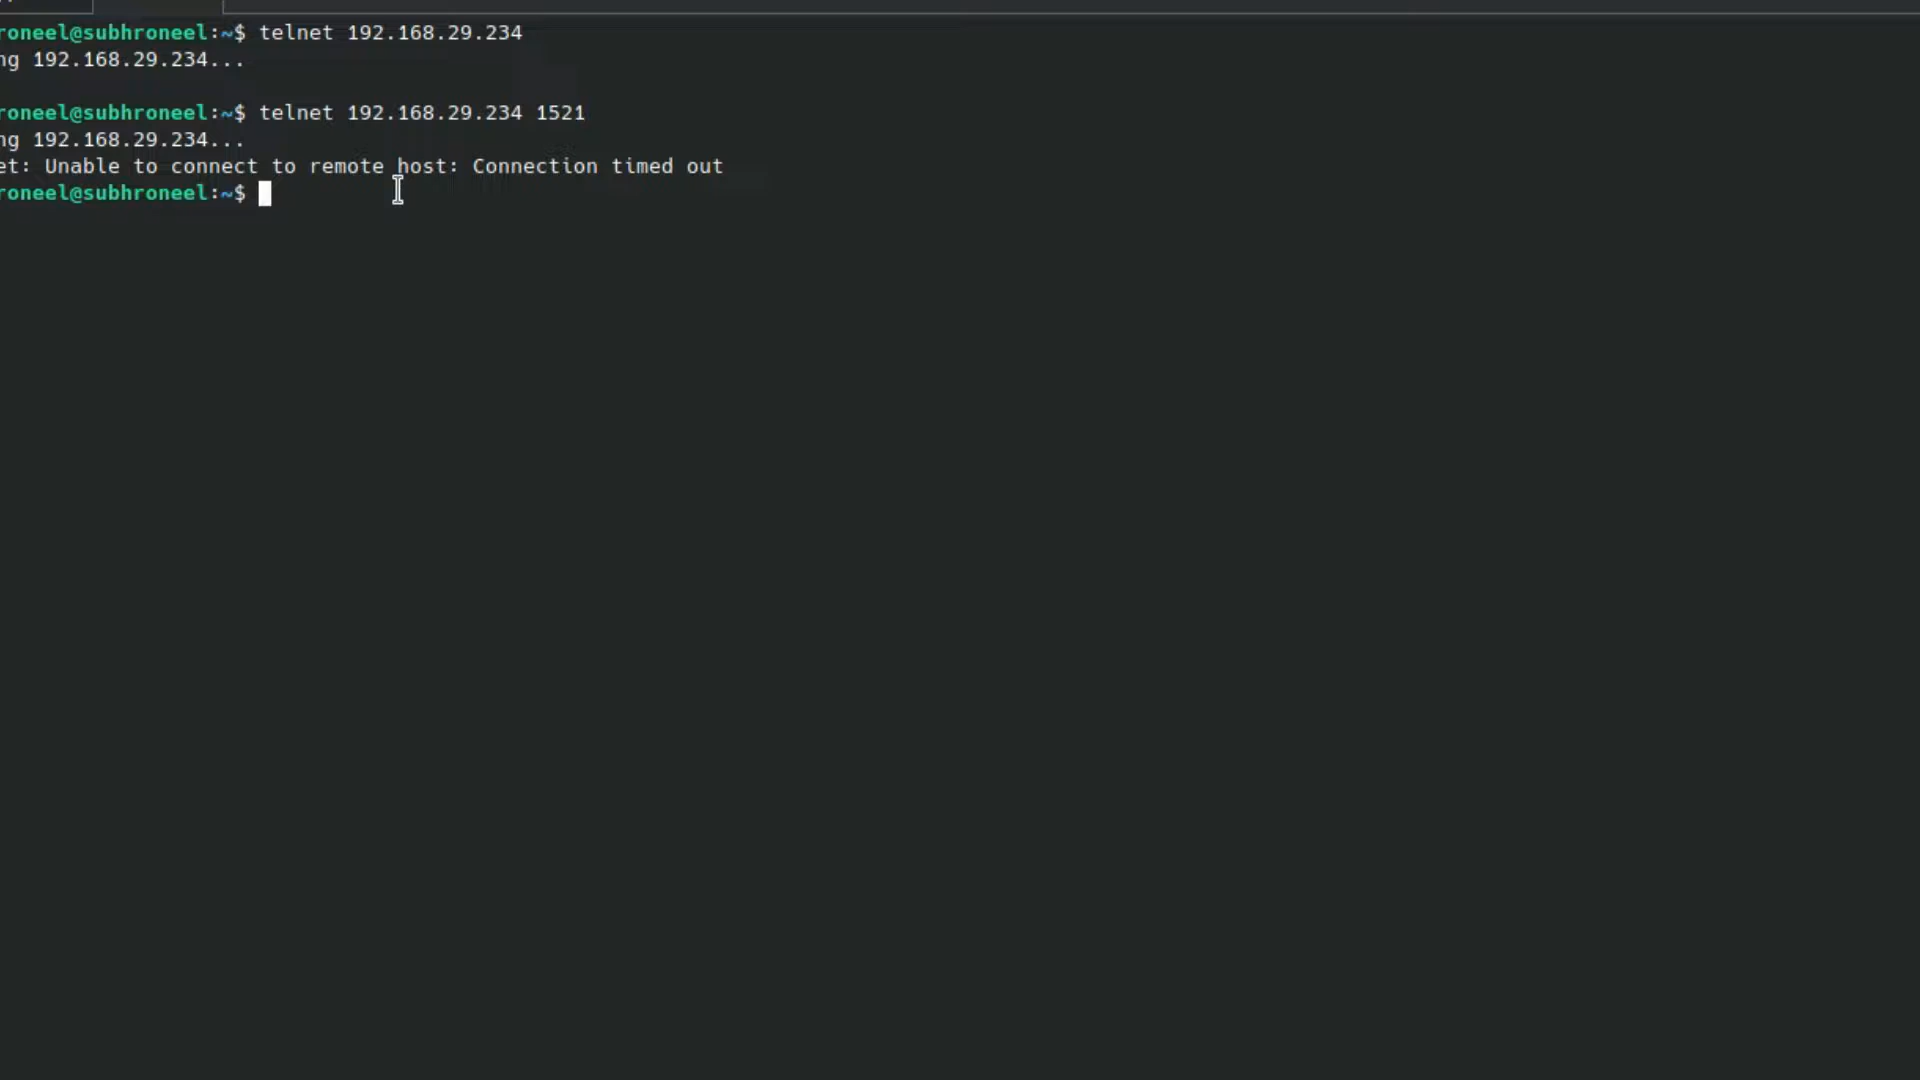 roneel@subhroneel:~$ telnet 192.168.29.234
ng 192.168.29.234...
roneel@subhroneel:~$ telnet 192.168.29.234 1521
ng 192.168.29.234...
et: Unable to connect to remote host: Connection timed out
roneel@subhroneel:~$